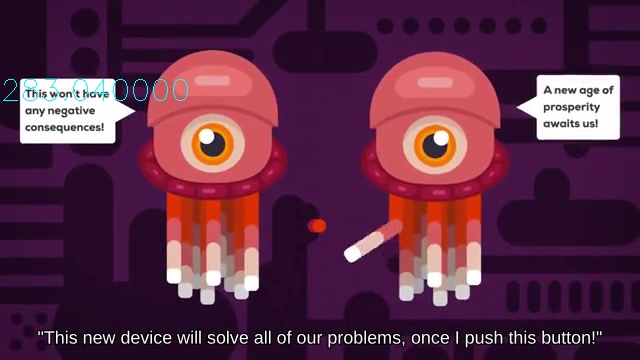 283.040000
This won't have
any negative
consequences!
A new age of
prosperity
awaits us!
"This new device will solve all of our problems, once I push this button!"